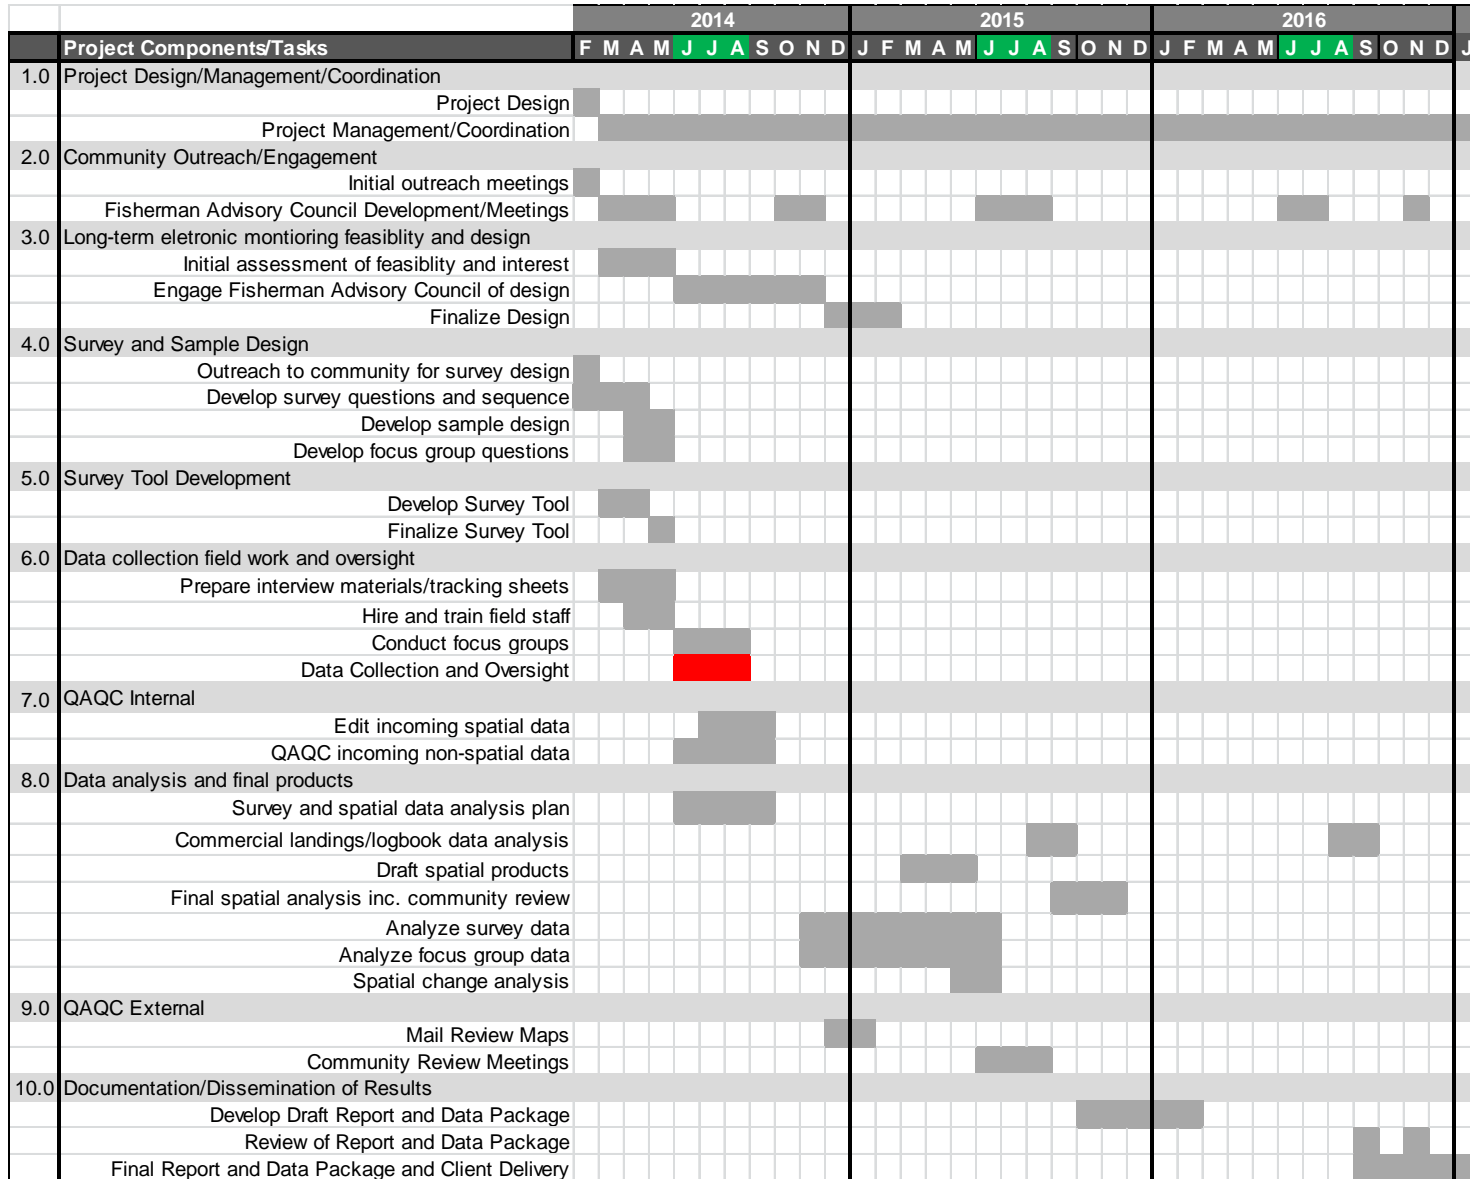 2014 2015 2016
Project Components/Tasks F M A M J J A S O N D J F M A M J J A S O N D J F M A M J J A S O N D J
1.0 Project Design/Management/Coordination
Project Design
Project Management/Coordination
2.0 Community Outreach/Engagement
Initial outreach meetings
Fisherman Advisory Council Development/Meetings
3.0 Long-term eletronic montioring feasiblity and design
Initial assessment of feasiblity and interest
Engage Fisherman Advisory Council of design
Finalize Design
4.0 Survey and Sample Design
Outreach to community for survey design
Develop survey questions and sequence
Develop sample design
Develop focus group questions
5.0 Survey Tool Development
Develop Survey Tool
Finalize Survey Tool
6.0 Data collection field work and oversight
Prepare interview materials/tracking sheets
Hire and train field staff
Conduct focus groups
Data Collection and Oversight
7.0 QAQC Internal
Edit incoming spatial data
QAQC incoming non-spatial data
8.0 Data analysis and final products
Survey and spatial data analysis plan
Commercial landings/logbook data analysis
Draft spatial products
Final spatial analysis inc. community review
Analyze survey data
Analyze focus group data
Spatial change analysis
9.0 QAQC External
Mail Review Maps
Community Review Meetings
10.0 Documentation/Dissemination of Results
Develop Draft Report and Data Package
Review of Report and Data Package
Final Report and Data Package and Client Delivery